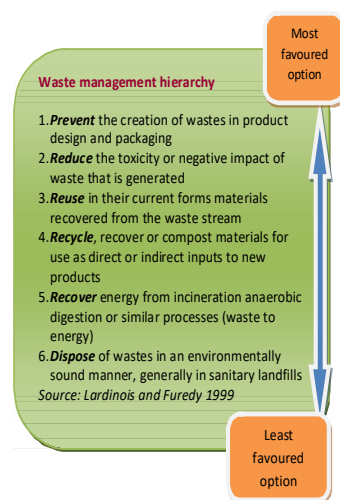 Most
favoured
option
Waste management hierarchy
1.Prevent the creation of wastes in product
design and packaging
2.Reduce the toxicity or negative impact of
waste that is generated
3.Reuse in their current forms materials
recovered from the waste stream
4.Recycle, recover or compost materials for
use as direct or indirect inputs to new
products
5.Recover energy from incineration anaerobic
digestion or similar processes (waste to
energy)
6.Dispose of wastes in an environmentally
sound manner, generally in sanitary landfills
Source: Lardinois and Furedy 1999
Least
favoured
option